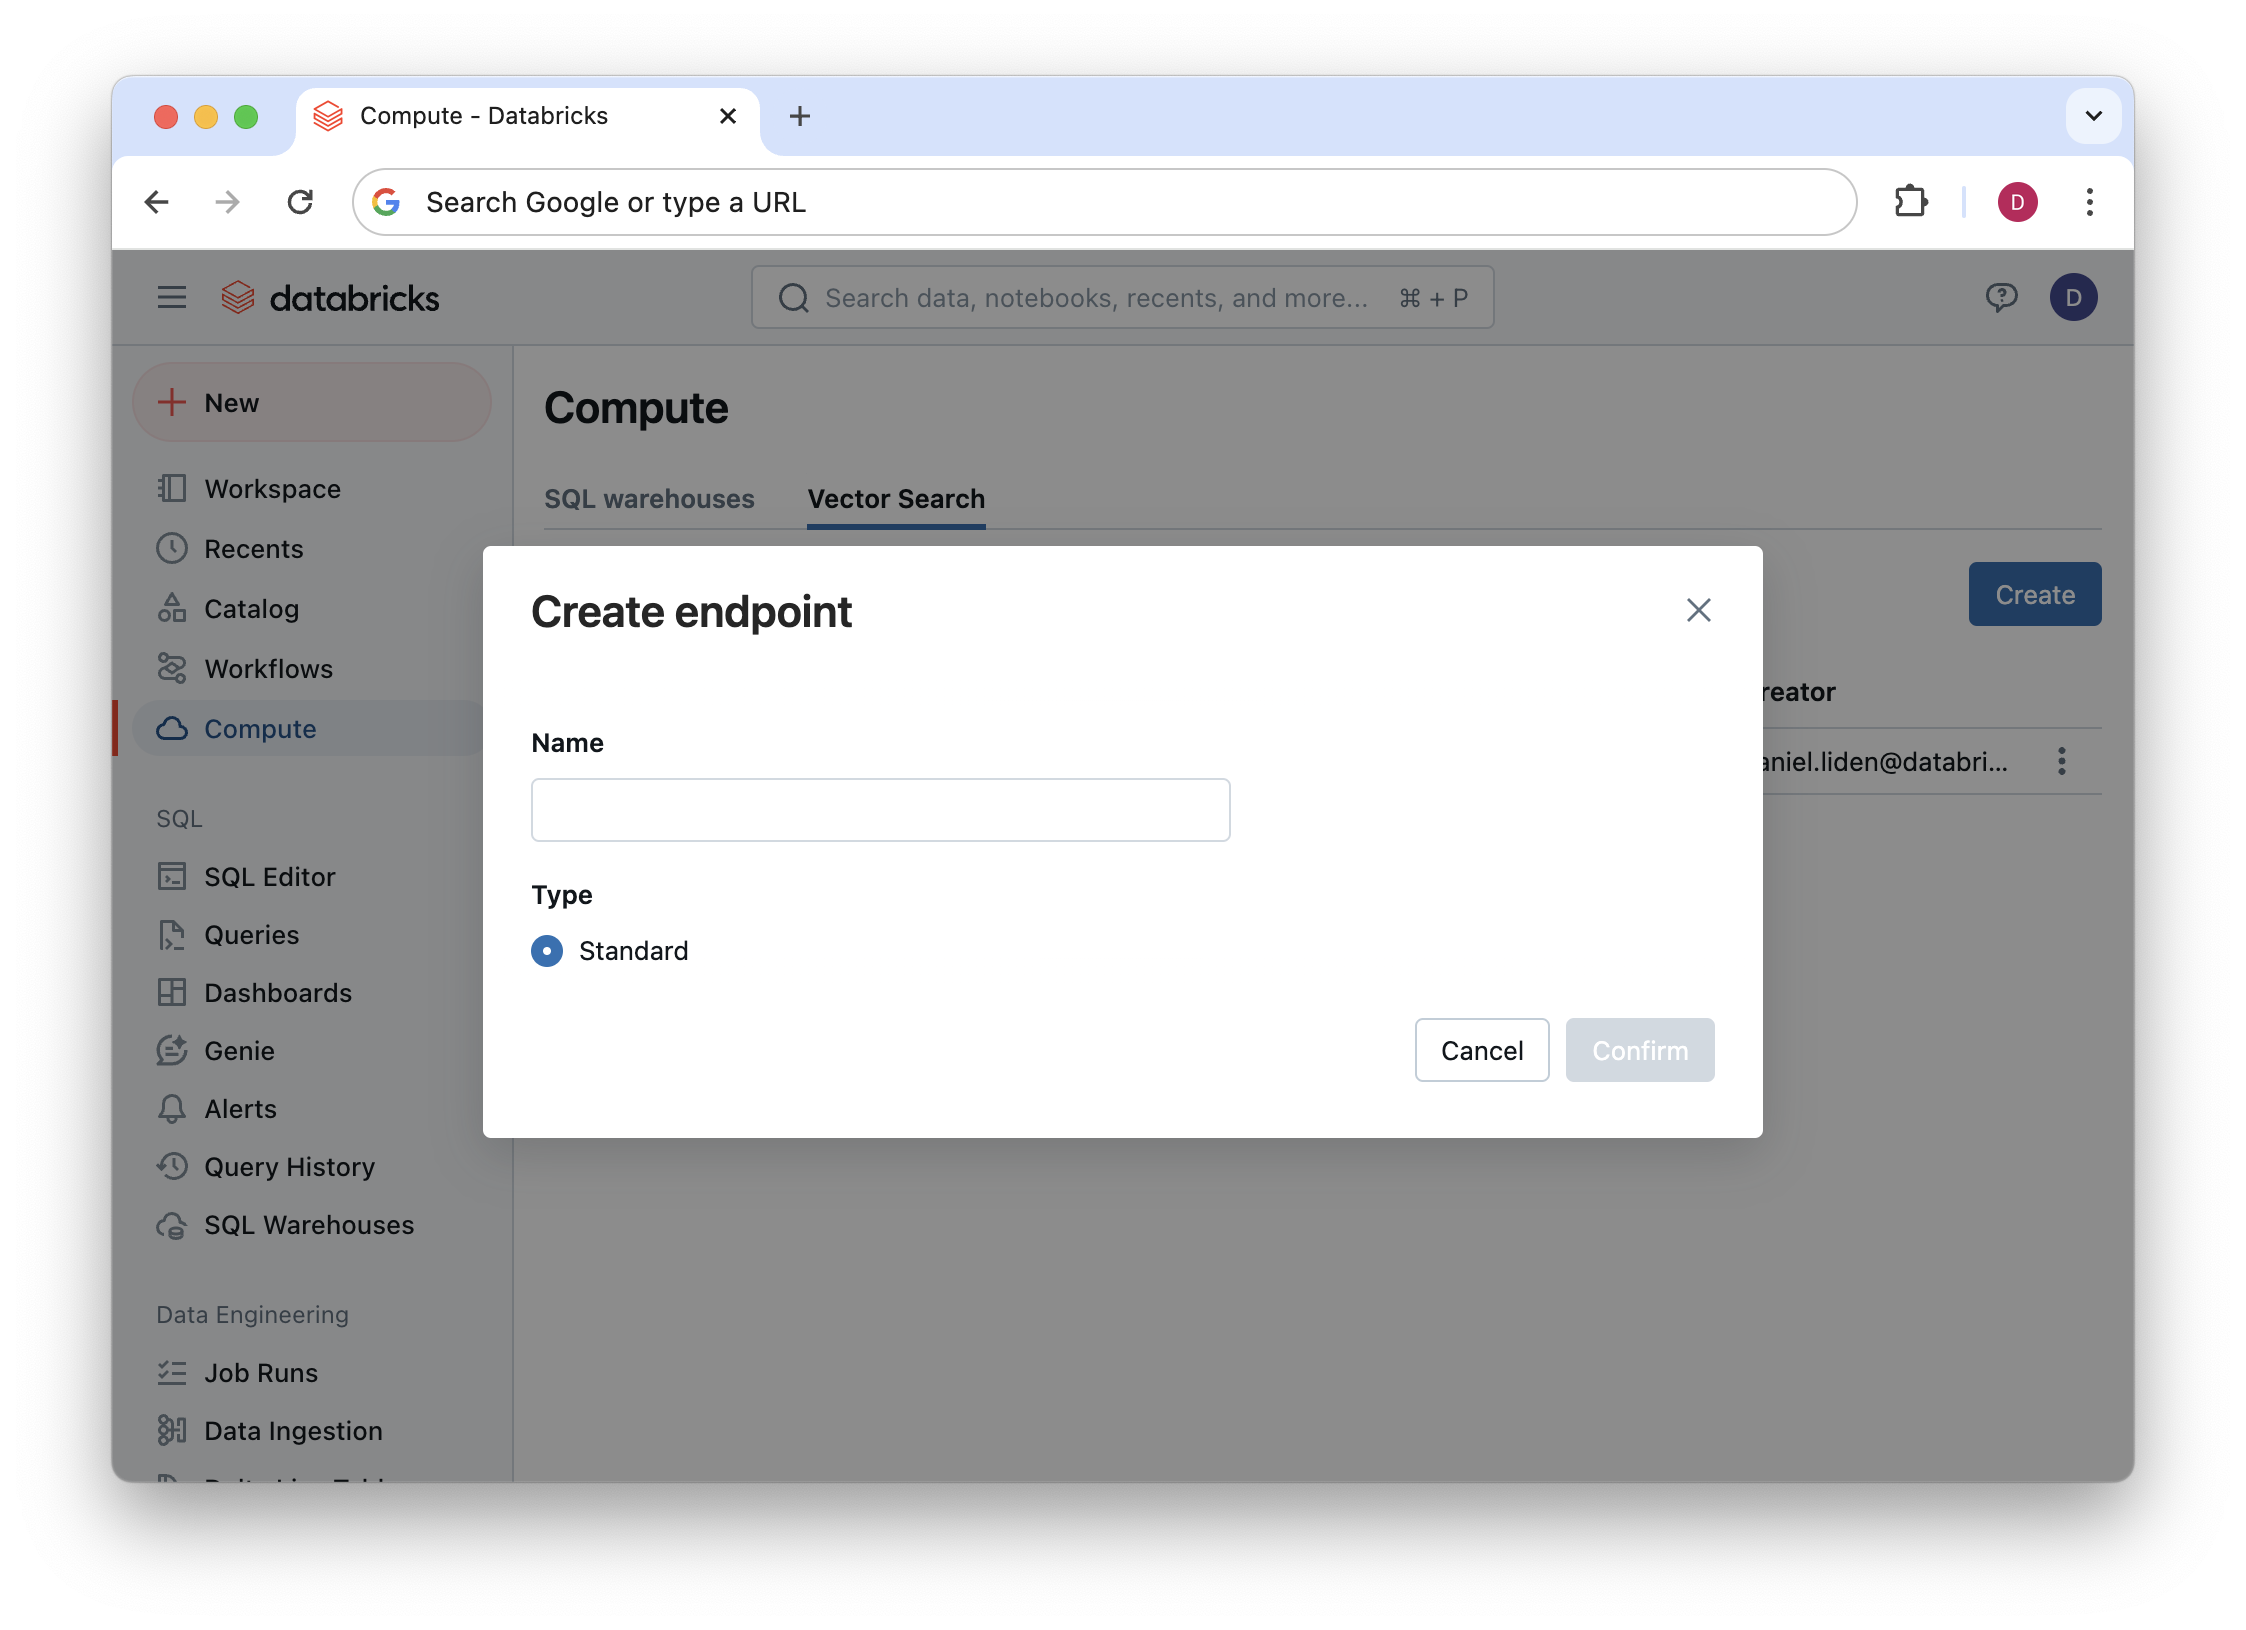 Compute - Databricks
Search Google or type a URL
D
databricks
Search data, notebooks, recents, and more...
⌘ + P
D
New
Workspace
Recents
Catalog
Workflows
Compute
SQL
SQL Editor
Queries
Dashboards
Genie
Alerts
Query History
SQL Warehouses
Data Engineering
Job Runs
Data Ingestion
Compute
SQL warehouses
Vector Search
Create
reator
aniel.liden@databri...
Create endpoint
Name
Type
Standard
Cancel
Confirm